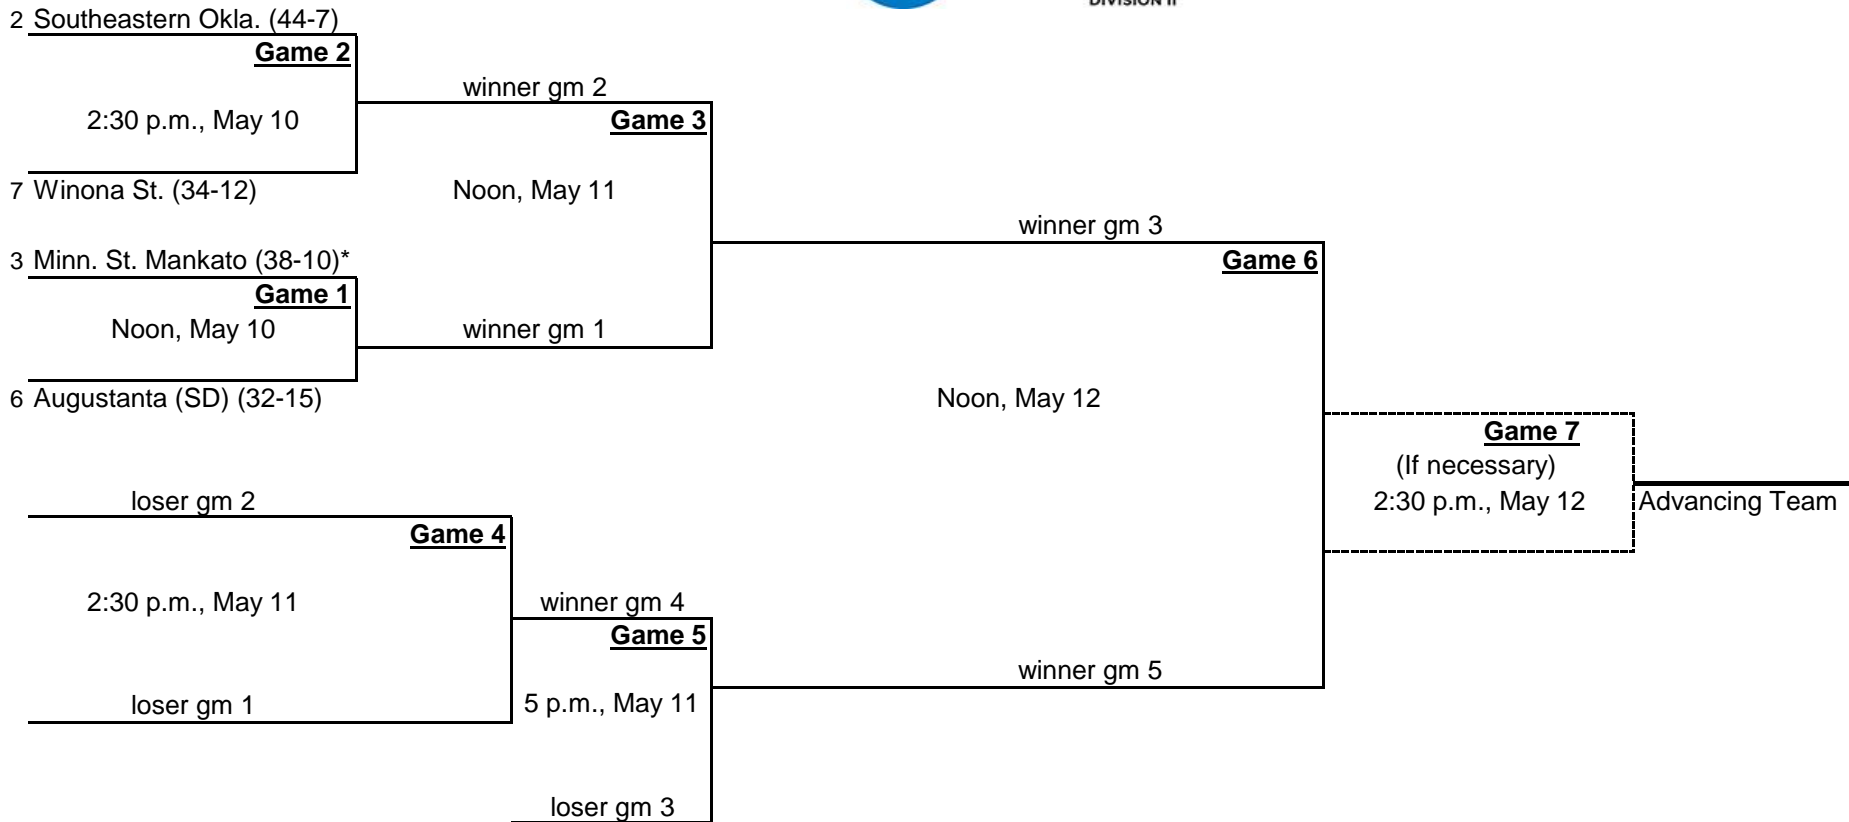 DIVISION II
2 Southeastern Okla. (44-7)
Game 2
winner gm 2
2:30 p.m., May 10
Game 3
7 Winona St. (34-12)
Noon, May 11
winner gm 3
3 Minn. St. Mankato (38-10)*
Game 6
Game 1
Noon, May 10
winner gm 1
6 Augustanta (SD) (32-15)
Noon, May 12
Game 7
(If necessary)
2:30 p.m., May 12
Advancing Team
loser gm 2
Game 4
2:30 p.m., May 11
winner gm 4
Game 5
winner gm 5
loser gm 1
5 p.m., May 11
loser gm 3